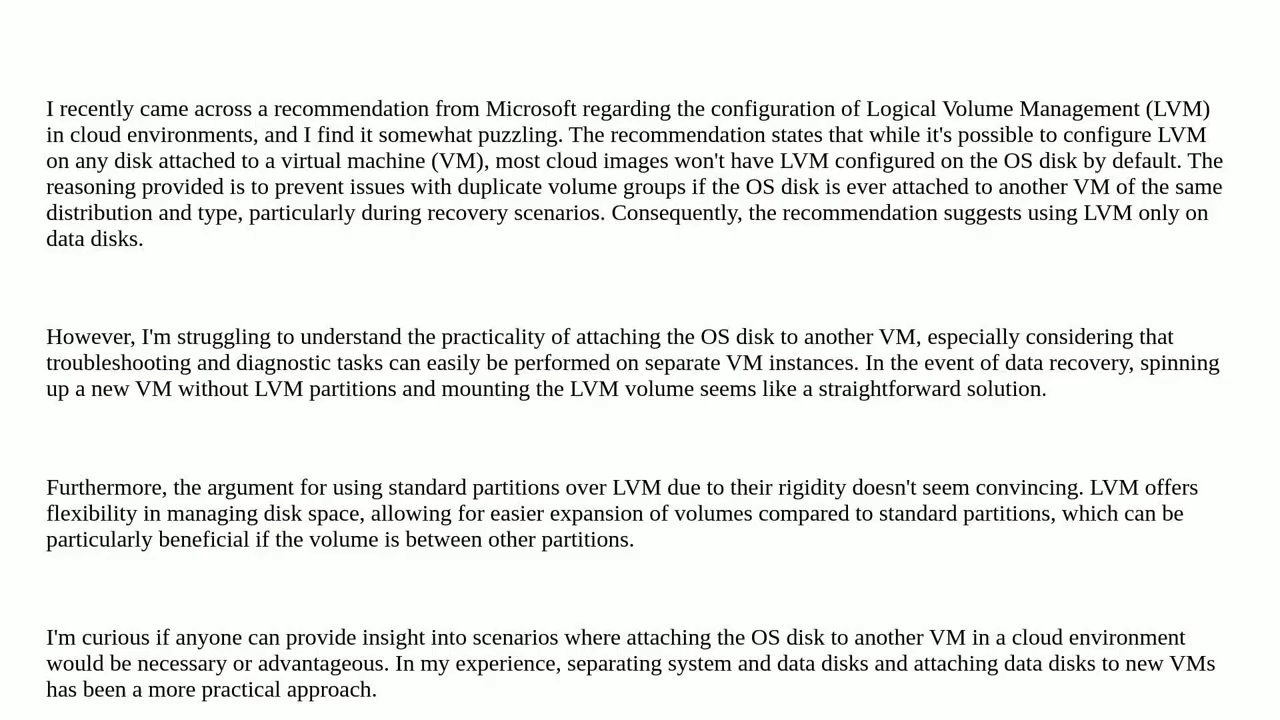 I recently came across a recommendation from Microsoft regarding the configuration of Logical Volume Management (LVM)
in cloud environments, and I find it somewhat puzzling. The recommendation states that while it's possible to configure LVM
on any disk attached to a virtual machine (VM), most cloud images won't have LVM configured on the OS disk by default. The
reasoning provided is to prevent issues with duplicate volume groups if the OS disk is ever attached to another VM of the same
distribution and type, particularly during recovery scenarios. Consequently, the recommendation suggests using LVM only on
data disks.
However, I'm struggling to understand the practicality of attaching the OS disk to another VM, especially considering that
troubleshooting and diagnostic tasks can easily be performed on separate VM instances. In the event of data recovery, spinning
up a new VM without LVM partitions and mounting the LVM volume seems like a straightforward solution.
Furthermore, the argument for using standard partitions over LVM due to their rigidity doesn't seem convincing. LVM offers
flexibility in managing disk space, allowing for easier expansion of volumes compared to standard partitions, which can be
particularly beneficial if the volume is between other partitions.
I'm curious if anyone can provide insight into scenarios where attaching the OS disk to another VM in a cloud environment
would be necessary or advantageous. In my experience, separating system and data disks and attaching data disks to new VMs
has been a more practical approach.